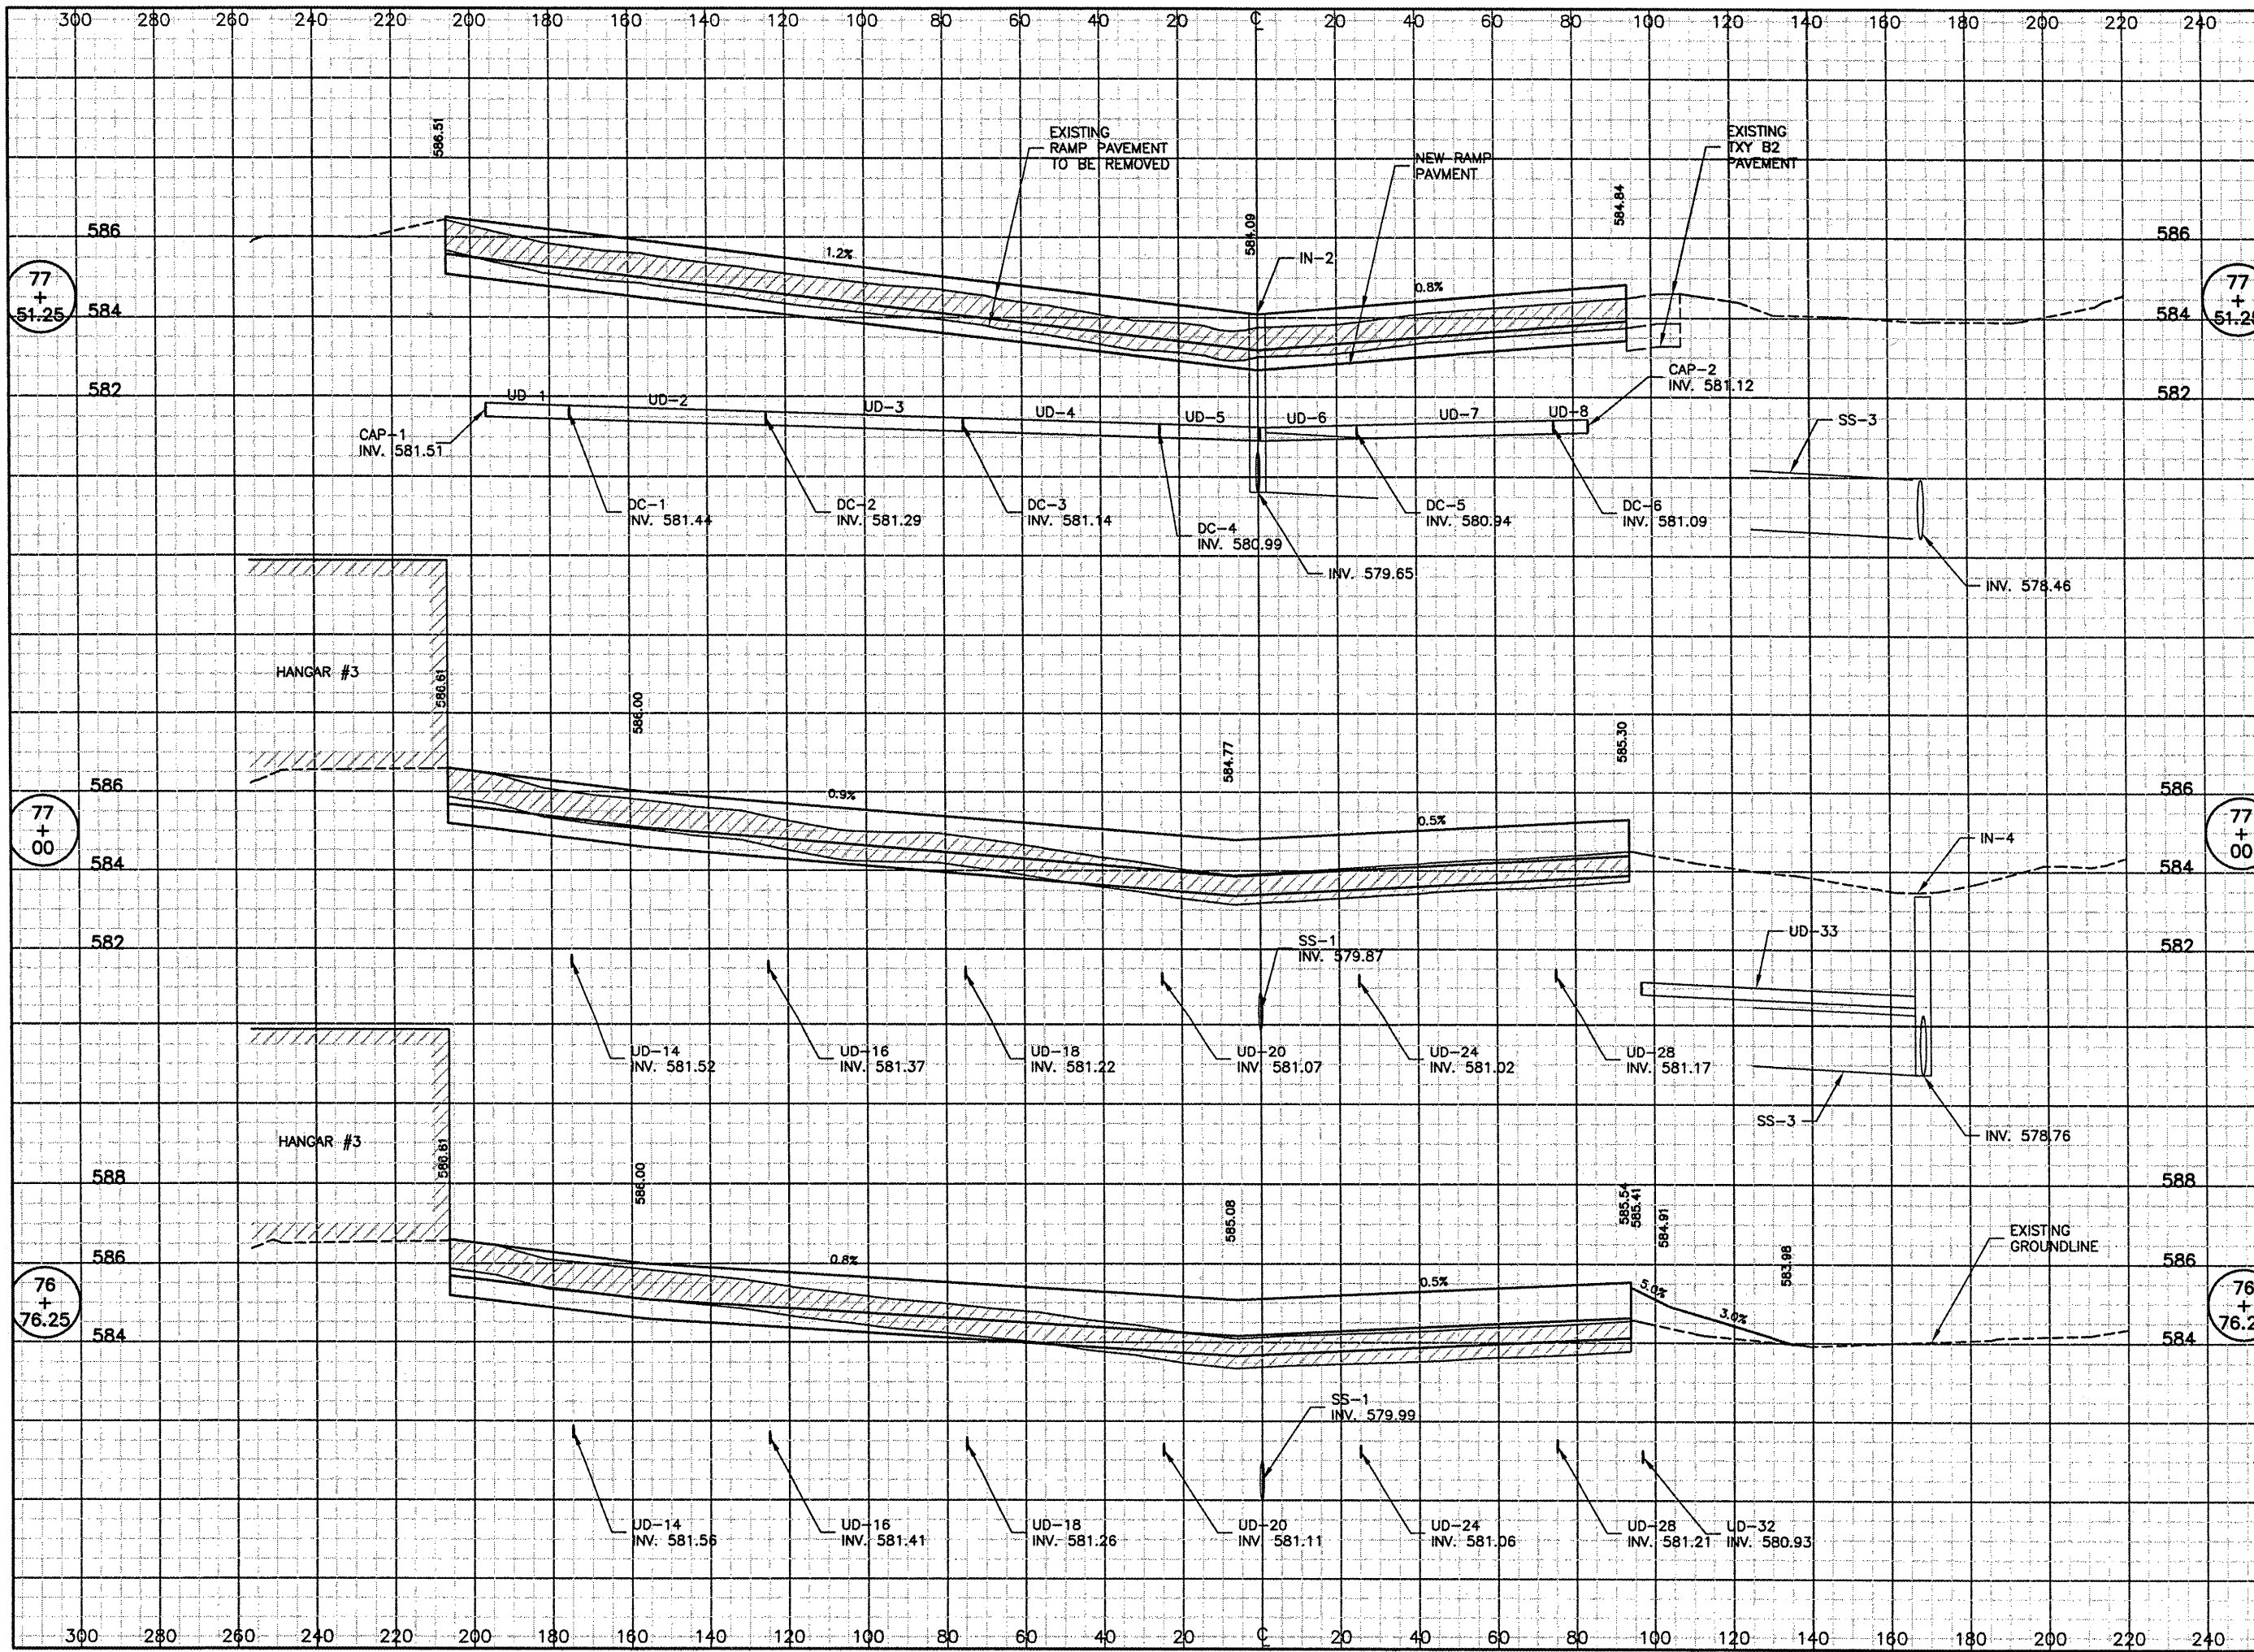 300 280 260 240 220 200 180 160 140 120 100 80 60 40 20 ℄ 20 40 60 80 100 120 140 160 180 200 220 240
586.51
EXISTING
RAMP PAVEMENT
TO BE REMOVED
NEW RAMP
PAVMENT
EXISTING
TXY B2
PAVEMENT
584.09
584.84
586
586
1.2%
IN-2
0.8%
77
+
51.25
77
+
584
584
582
582
CAP-2
INV. 581.12
UD-1
UD-2
UD-3
UD-4
UD-5
UD-6
UD-7
UD-8
SS-3
CAP-1
INV. 581.51
DC-1
INV. 581.44
DC-2
INV. 581.29
DC-3
INV. 581.14
DC-4
INV. 580.99
DC-5
INV. 580.94
DC-6
INV. 581.09
INV. 579.65
INV. 578.46
HANGAR #3
586.61
586.00
584.77
585.30
586
586
0.9%
0.5%
77
+
00
77
+
00
IN-4
584
584
582
582
UD-33
SS-1
INV. 579.87
UD-14
INV. 581.52
UD-16
INV. 581.37
UD-18
INV. 581.22
UD-20
INV. 581.07
UD-24
INV. 581.02
UD-28
INV. 581.17
SS-3
INV. 578.76
HANGAR #3
586.61
586.00
585.08
585.54
585.41
584.91
583.98
588
588
EXISTING
GROUNDLINE
586
586
0.8%
0.5%
5.0%
3.0%
76
+
76.25
76
+
584
584
SS-1
INV. 579.99
UD-14
INV. 581.56
UD-16
INV. 581.41
UD-18
INV. 581.26
UD-20
INV. 581.11
UD-24
INV. 581.06
UD-28
INV. 581.21
UD-32
INV. 580.93
300 280 260 240 220 200 180 160 140 120 100 80 60 40 20 ℄ 20 40 60 80 100 120 140 160 180 200 220 240